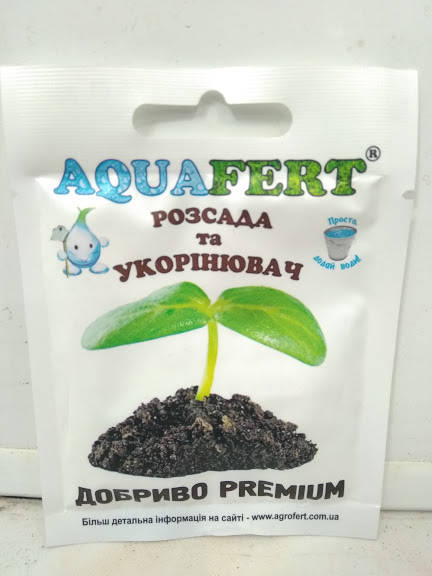 AQUAFERT®
РОЗСАДА
та
УКОРІНЮВАЧ
Просто
додай води!
ДОБРИВО PREMIUM
Більш детальна інформація на сайті - www.agrofert.com.ua